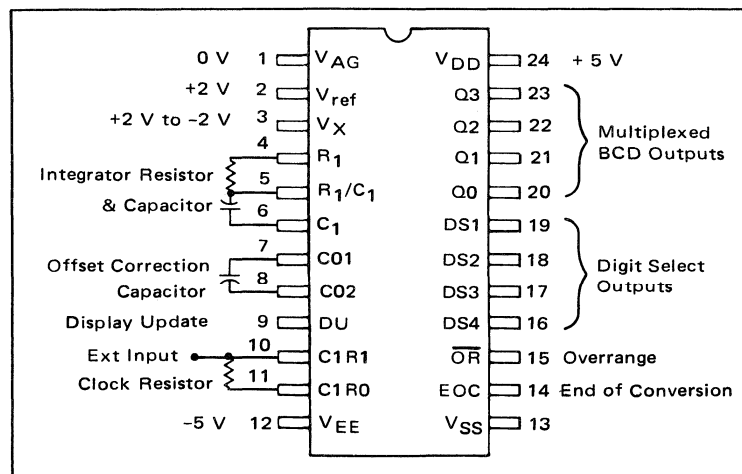 0 V 1 VAG VDD 24 + 5 V
+2 V 2 Vref Q3 23
+2 V to -2 V 3 VX Q2 22
Multiplexed
BCD Outputs
4 R1 Q1 21
Integrator Resistor
& Capacitor
5 R1/C1 Q0 20
6 C1 DS1 19
7 CO1 DS2 18
Offset Correction
Capacitor
Digit Select
Outputs
8 CO2 DS3 17
Display Update 9 DU DS4 16
Ext Input 10 C1R1 OR 15 Overrange
Clock Resistor 11 C1R0 EOC 14 End of Conversion
-5 V 12 VEE VSS 13